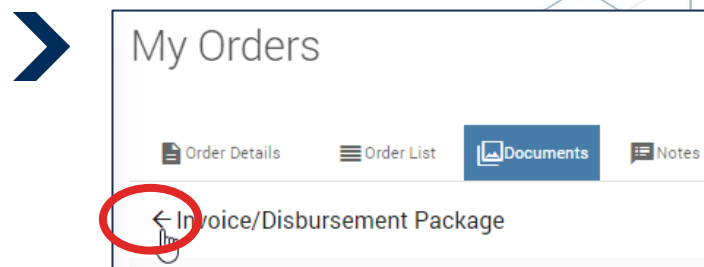 My Orders
Order Details Order List Documents Notes
Invoice/Disbursement Package